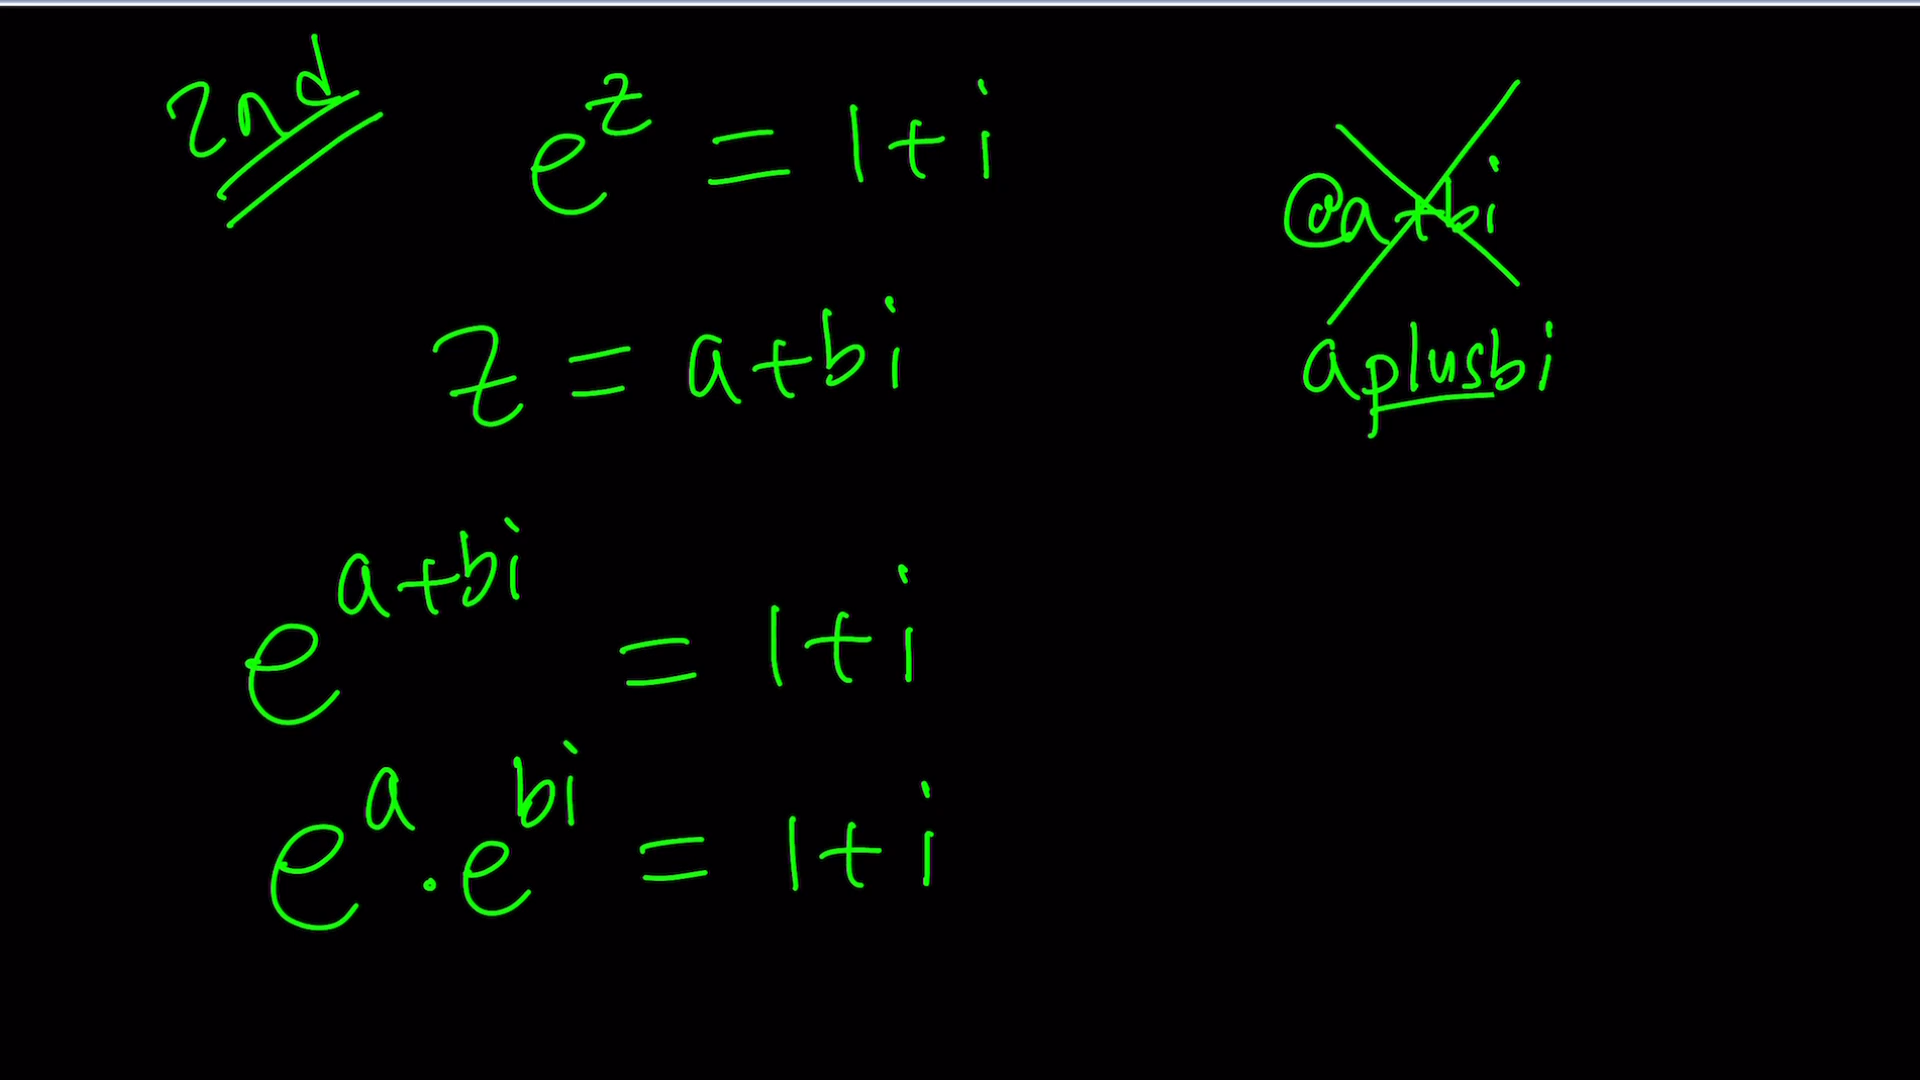 2nd
e^z = 1+i
@a+bi
z = a+bi
aplusbi
e^{a+bi} = 1+i
e^a · e^{bi} = 1+i